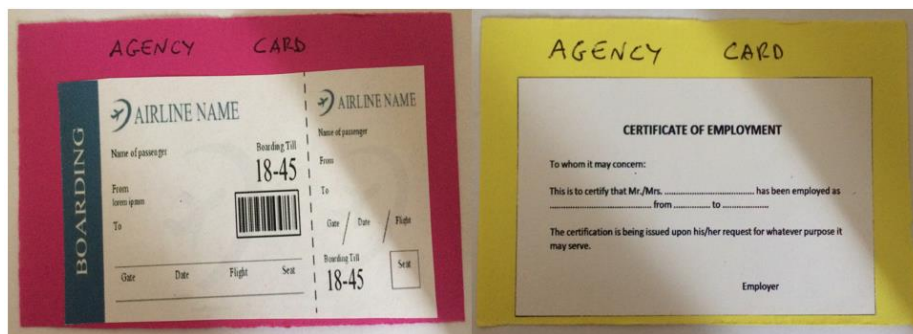 AGENCY CARD
BOARDING
AIRLINE NAME
Name of passenger
Boarding Till
18-45
From
lorem ipsum
To
Gate Date Flight Seat
AIRLINE NAME
Name of passenger
From
To
Gate / Date / Flight
Boarding Till
18-45
Seat
AGENCY CARD
CERTIFICATE OF EMPLOYMENT
To whom it may concern:
This is to certify that Mr./Mrs. ................................ has been employed as
.................................... from ............. to .................
The certification is being issued upon his/her request for whatever purpose it
may serve.
Employer